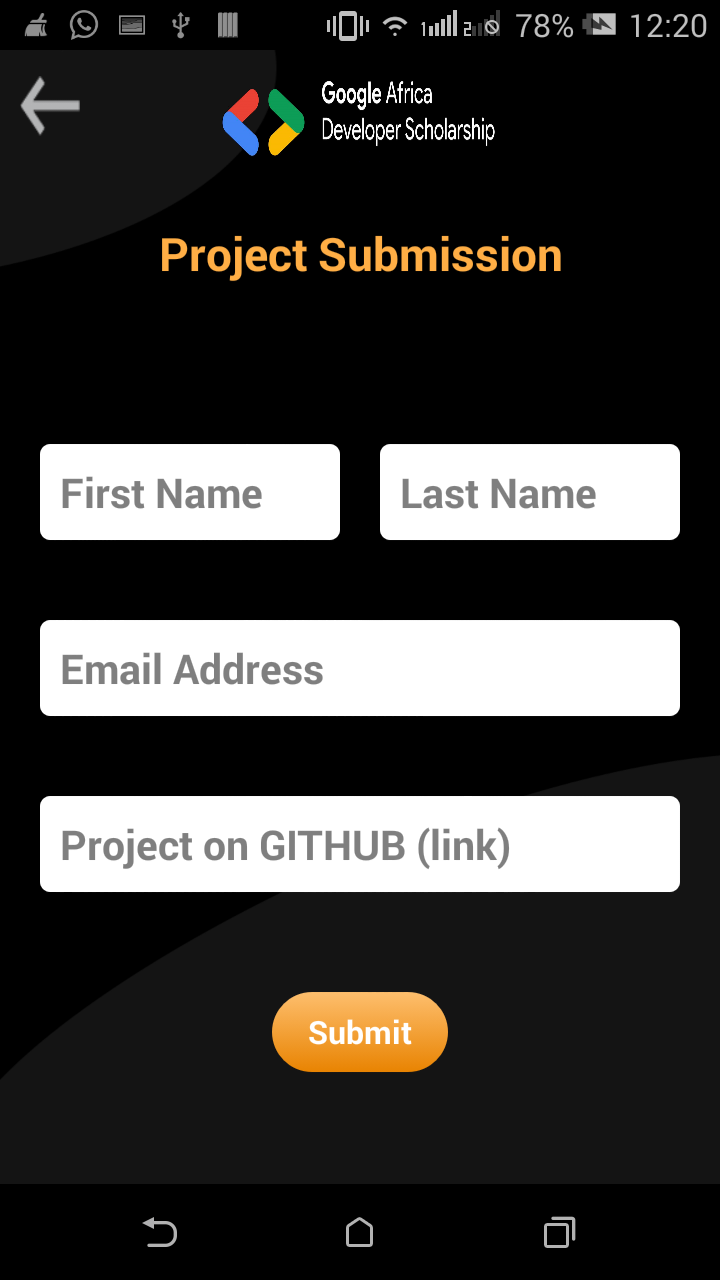 78% 12:20
Google Africa
Developer Scholarship
Project Submission
First Name
Last Name
Email Address
Project on GITHUB (link)
Submit